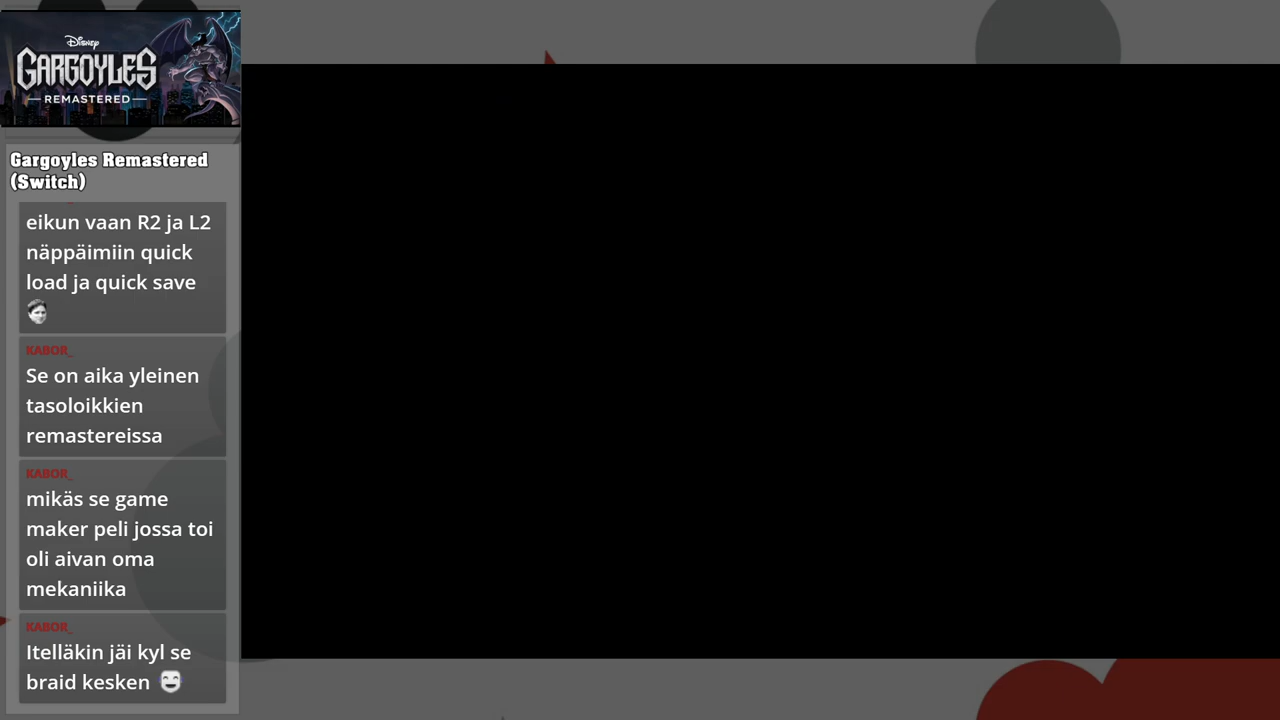 Disney
GARGOYLES
REMASTERED
Gargoyles Remastered
(Switch)
eikun vaan R2 ja L2
näppäimiin quick
load ja quick save
KABOR_
Se on aika yleinen
tasoloikkien
remastereissa
KABOR_
mikäs se game
maker peli jossa toi
oli aivan oma
mekaniika
KABOR_
Itelläkin jäi kyl se
braid kesken